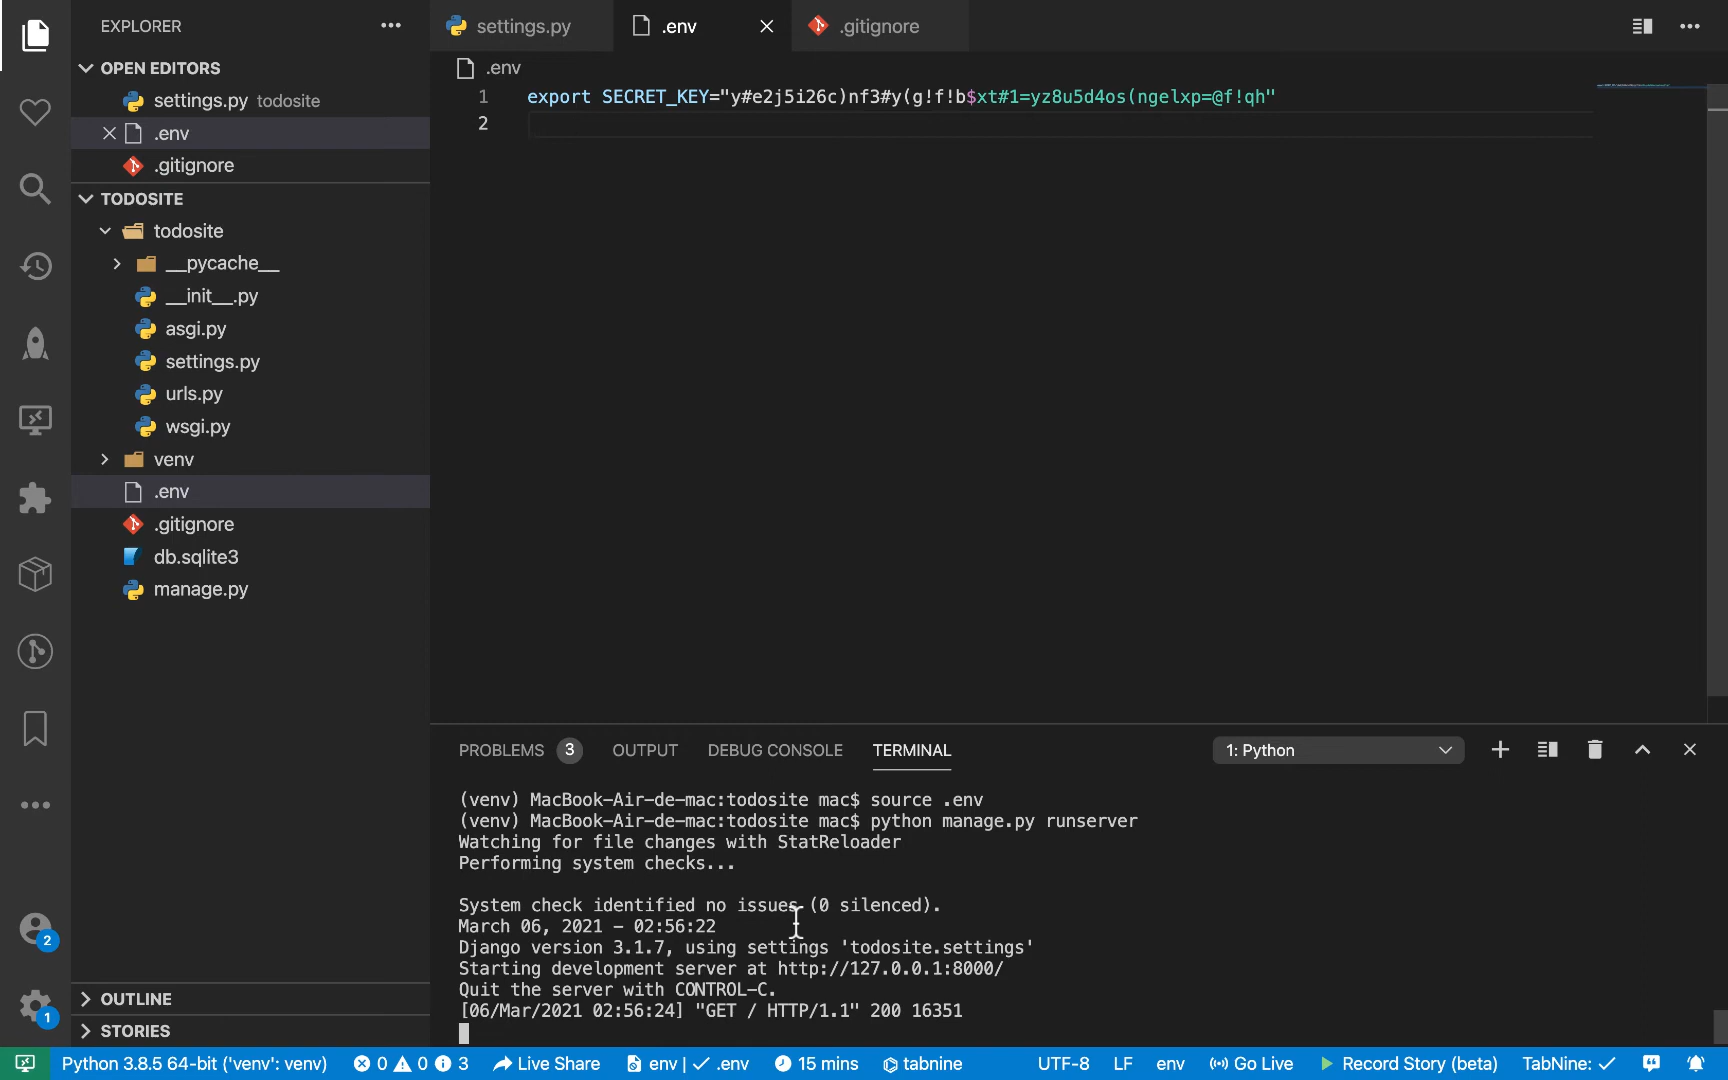 EXPLORER
settings.py
.env
.gitignore
OPEN EDITORS
settings.py todosite
.env
.gitignore
TODOSITE
todosite
__pycache__
__init__.py
asgi.py
settings.py
urls.py
wsgi.py
venv
.env
.gitignore
db.sqlite3
manage.py
OUTLINE
STORIES
.env
1 export SECRET_KEY="y#e2j5i26c)nf3#y(g!f!b$xt#1=yz8u5d4os(ngelxp=@f!qh"
2
PROBLEMS 3 OUTPUT DEBUG CONSOLE TERMINAL
1: Python
(venv) MacBook-Air-de-mac:todosite mac$ source .env
(venv) MacBook-Air-de-mac:todosite mac$ python manage.py runserver
Watching for file changes with StatReloader
Performing system checks...
System check identified no issues (0 silenced).
March 06, 2021 - 02:56:22
Django version 3.1.7, using settings 'todosite.settings'
Starting development server at http://127.0.0.1:8000/
Quit the server with CONTROL-C.
[06/Mar/2021 02:56:24] "GET / HTTP/1.1" 200 16351
2
1
Python 3.8.5 64-bit ('venv': venv) 0 0 3 Live Share env | ✓ .env 15 mins tabnine UTF-8 LF env Go Live Record Story (beta) TabNine: ✓